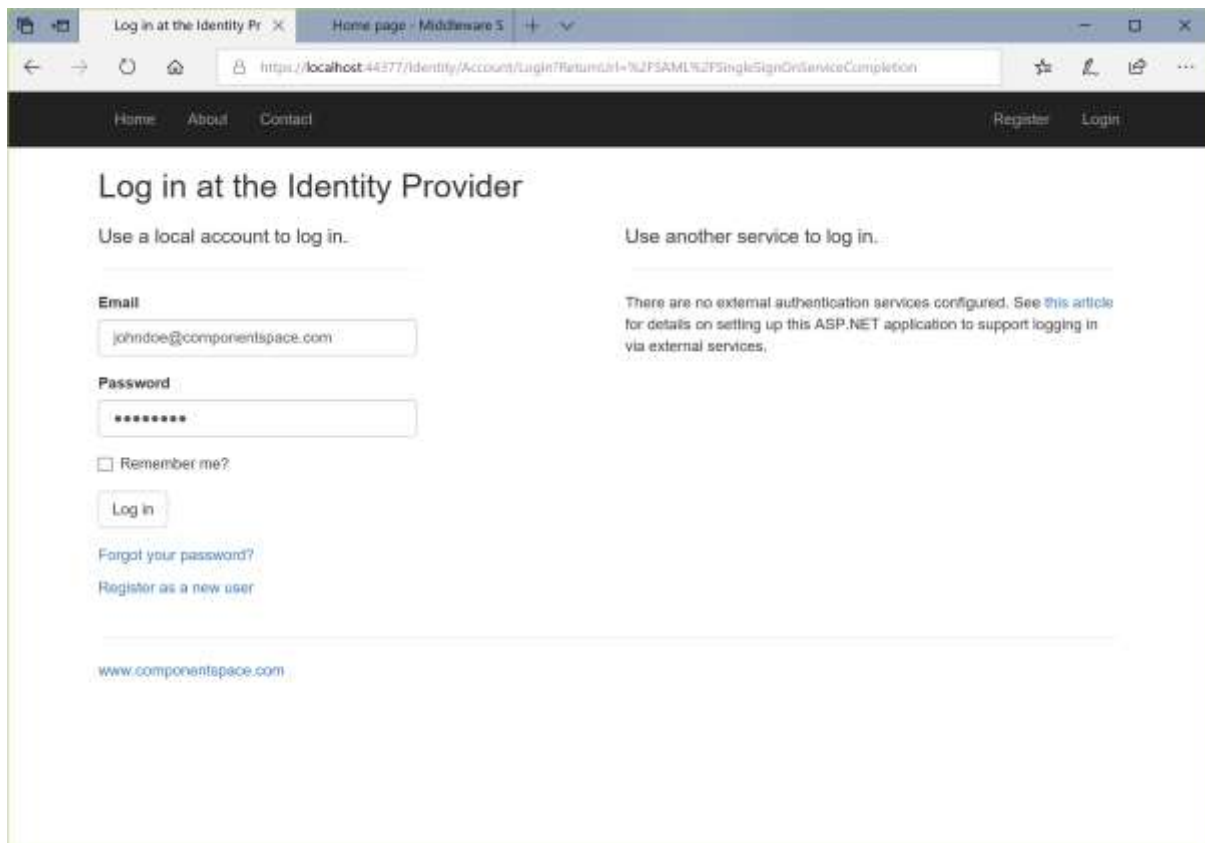 Log in at the Identity Pr
Home page - Middleware S
https://localhost:44377/Identity/Account/Login?ReturnUrl=%2FSAML%2FSingleSignOnServiceCompletion
Home About Contact Register Login
Log in at the Identity Provider
Use a local account to log in.
Email
johndoe@componentspace.com
Password
••••••••
Remember me?
Log in
Forgot your password?
Register as a new user
Use another service to log in.
There are no external authentication services configured. See this article
for details on setting up this ASP.NET application to support logging in
via external services.
www.componentspace.com